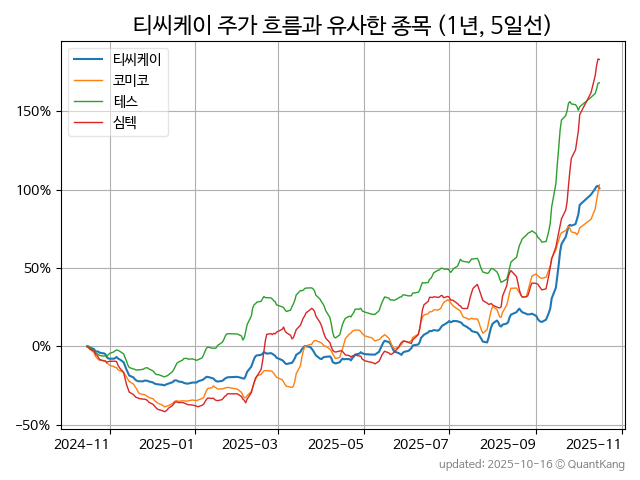 티씨케이 주가 흐름과 유사한 종목 (1년, 5일선)
티씨케이
코미코
테스
심텍
150%
100%
50%
0%
−50%
2024-11
2025-01
2025-03
2025-05
2025-07
2025-09
2025-11
updated: 2025-10-16 © QuantKang